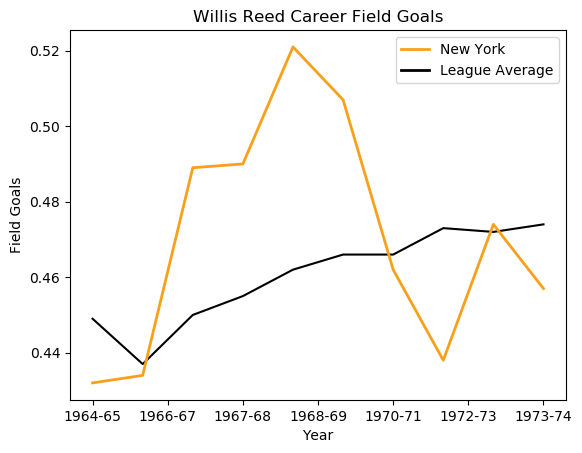 Willis Reed Career Field Goals
New York
League Average
0.52
0.50
0.48
0.46
0.44
Field Goals
1964-65 1966-67 1967-68 1968-69 1970-71 1972-73 1973-74
Year